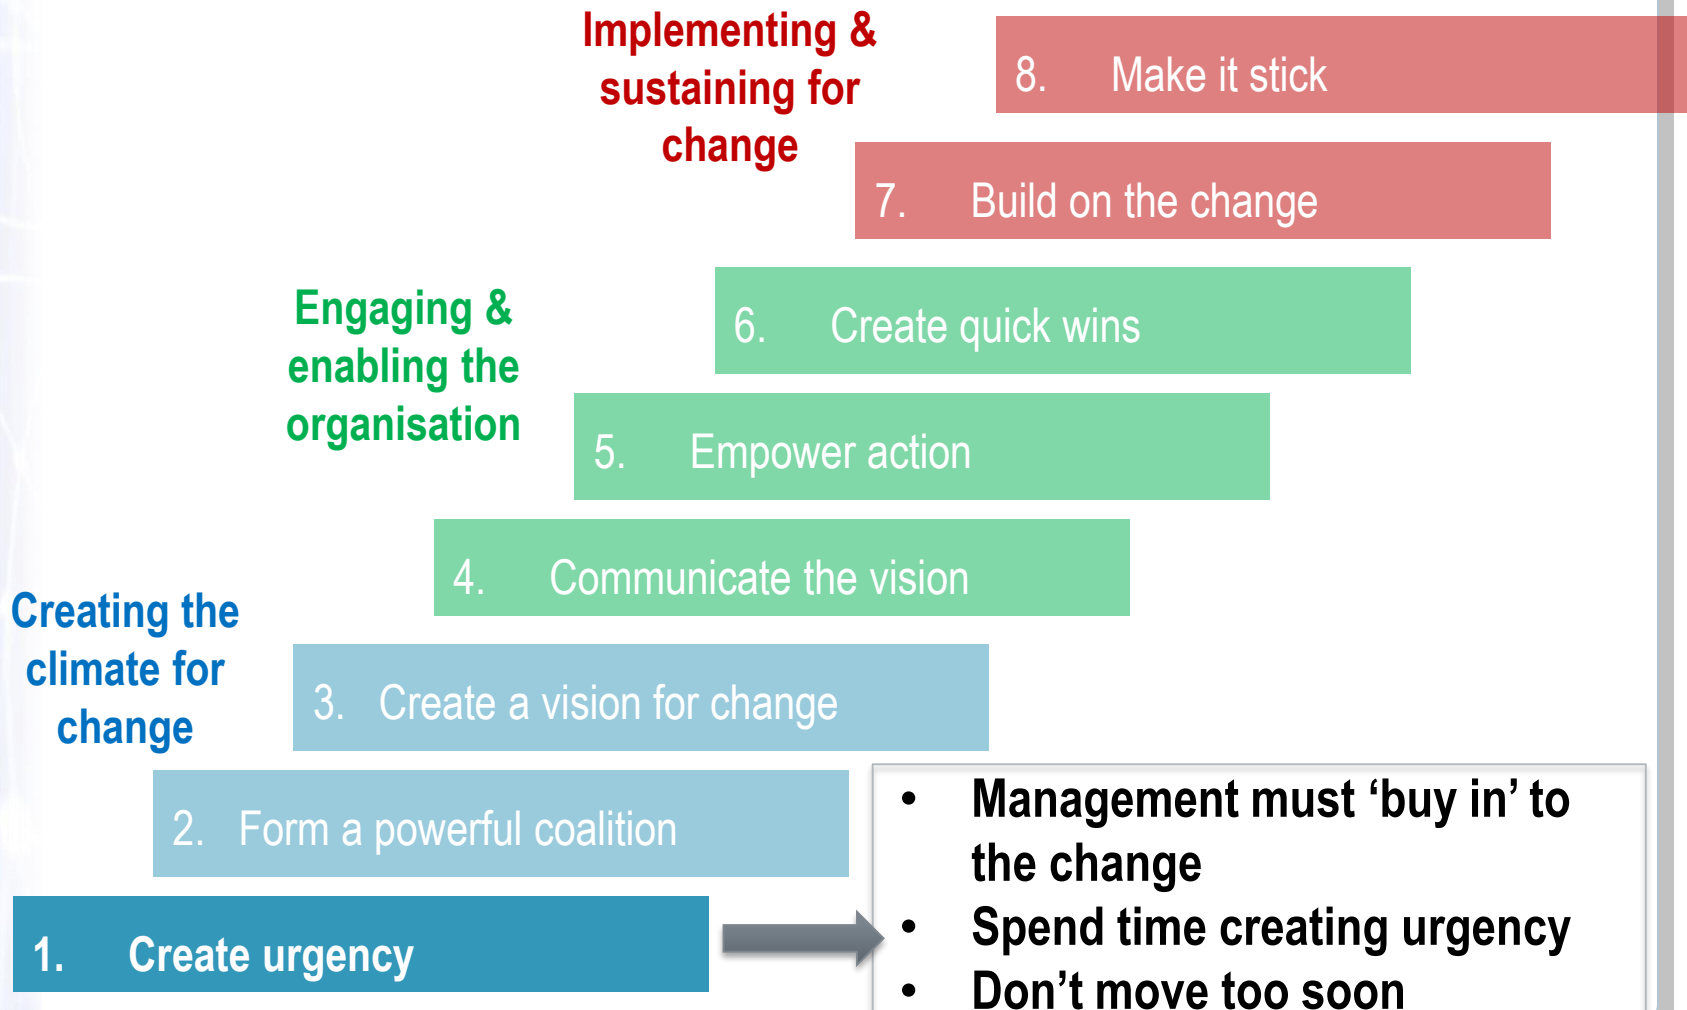 Implementing &
sustaining for
change
8. Make it stick
7. Build on the change
Engaging &
enabling the
organisation
6. Create quick wins
5. Empower action
4. Communicate the vision
Creating the
climate for
change
3. Create a vision for change
2. Form a powerful coalition
1. Create urgency
• Management must ‘buy in’ to
the change
• Spend time creating urgency
• Don’t move too soon